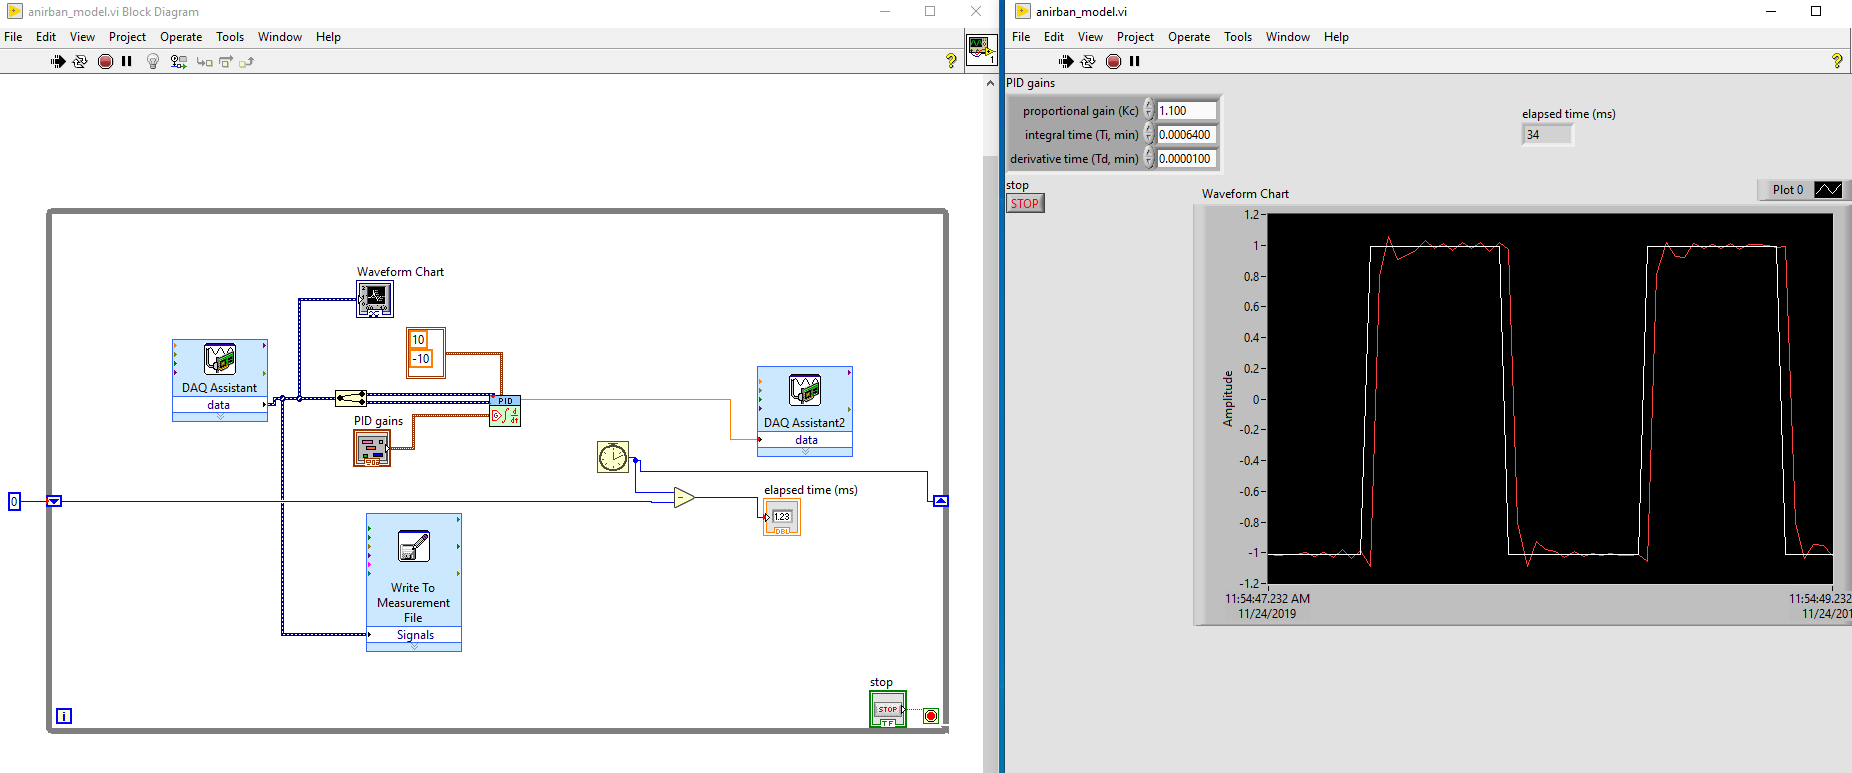 anirban_model.vi Block Diagram
File Edit View Project Operate Tools Window Help
?
1
Waveform Chart
10
-10
DAQ Assistant
data
PID gains
PID
DAQ Assistant2
data
0
elapsed time (ms)
1.23
DBL
Write To
Measurement
File
Signals
stop
STOP
TF
i
anirban_model.vi
File Edit View Project Operate Tools Window Help
?
PID gains
proportional gain (Kc) 1.100
integral time (Ti, min) 0.0006400
derivative time (Td, min) 0.0000100
elapsed time (ms)
34
stop
STOP
Waveform Chart
Plot 0
Amplitude
1.2
1
0.8
0.6
0.4
0.2
0
-0.2
-0.4
-0.6
-0.8
-1
-1.2
11:54:47.232 AM
11/24/2019
11:54:49.232
11/24/201